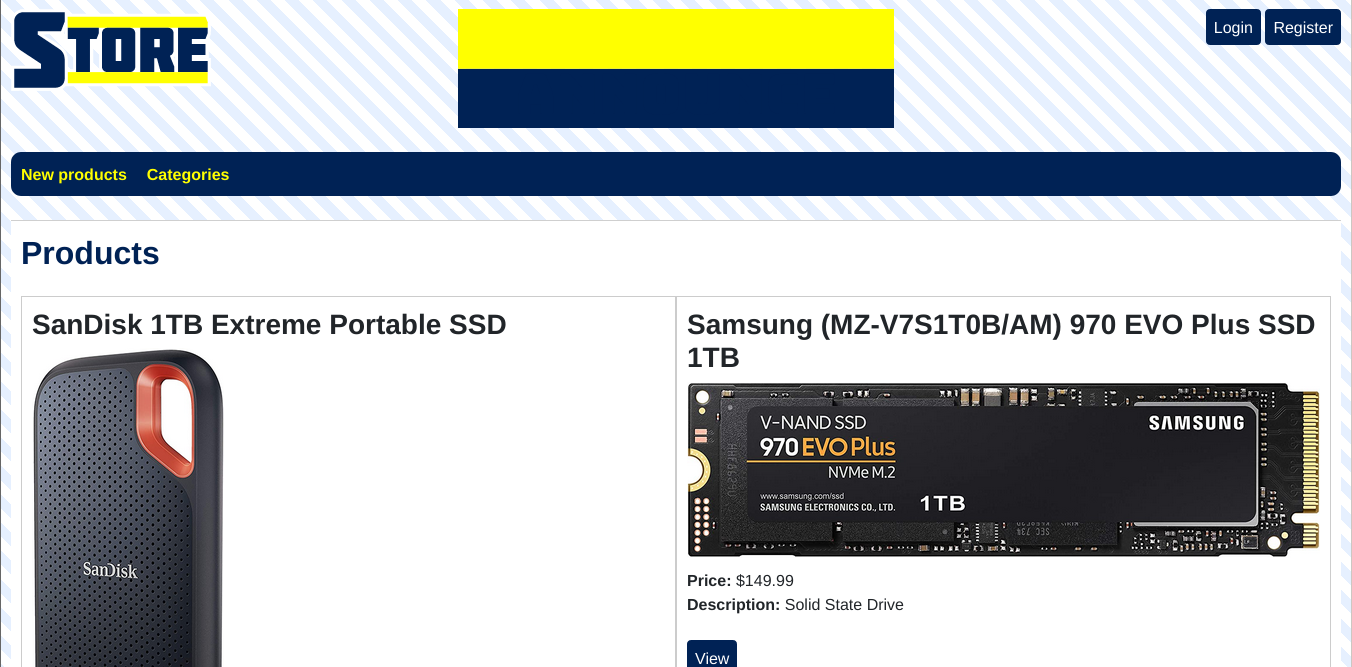 STORE
Login
Register
New products
Categories
Products
SanDisk 1TB Extreme Portable SSD
SanDisk
Samsung (MZ-V7S1T0B/AM) 970 EVO Plus SSD
1TB
V-NAND SSD
970 EVO Plus
NVMe M.2
SAMSUNG
www.samsung.com/ssd
SAMSUNG ELECTRONICS CO., LTD.
1TB
Price: $149.99
Description: Solid State Drive
View